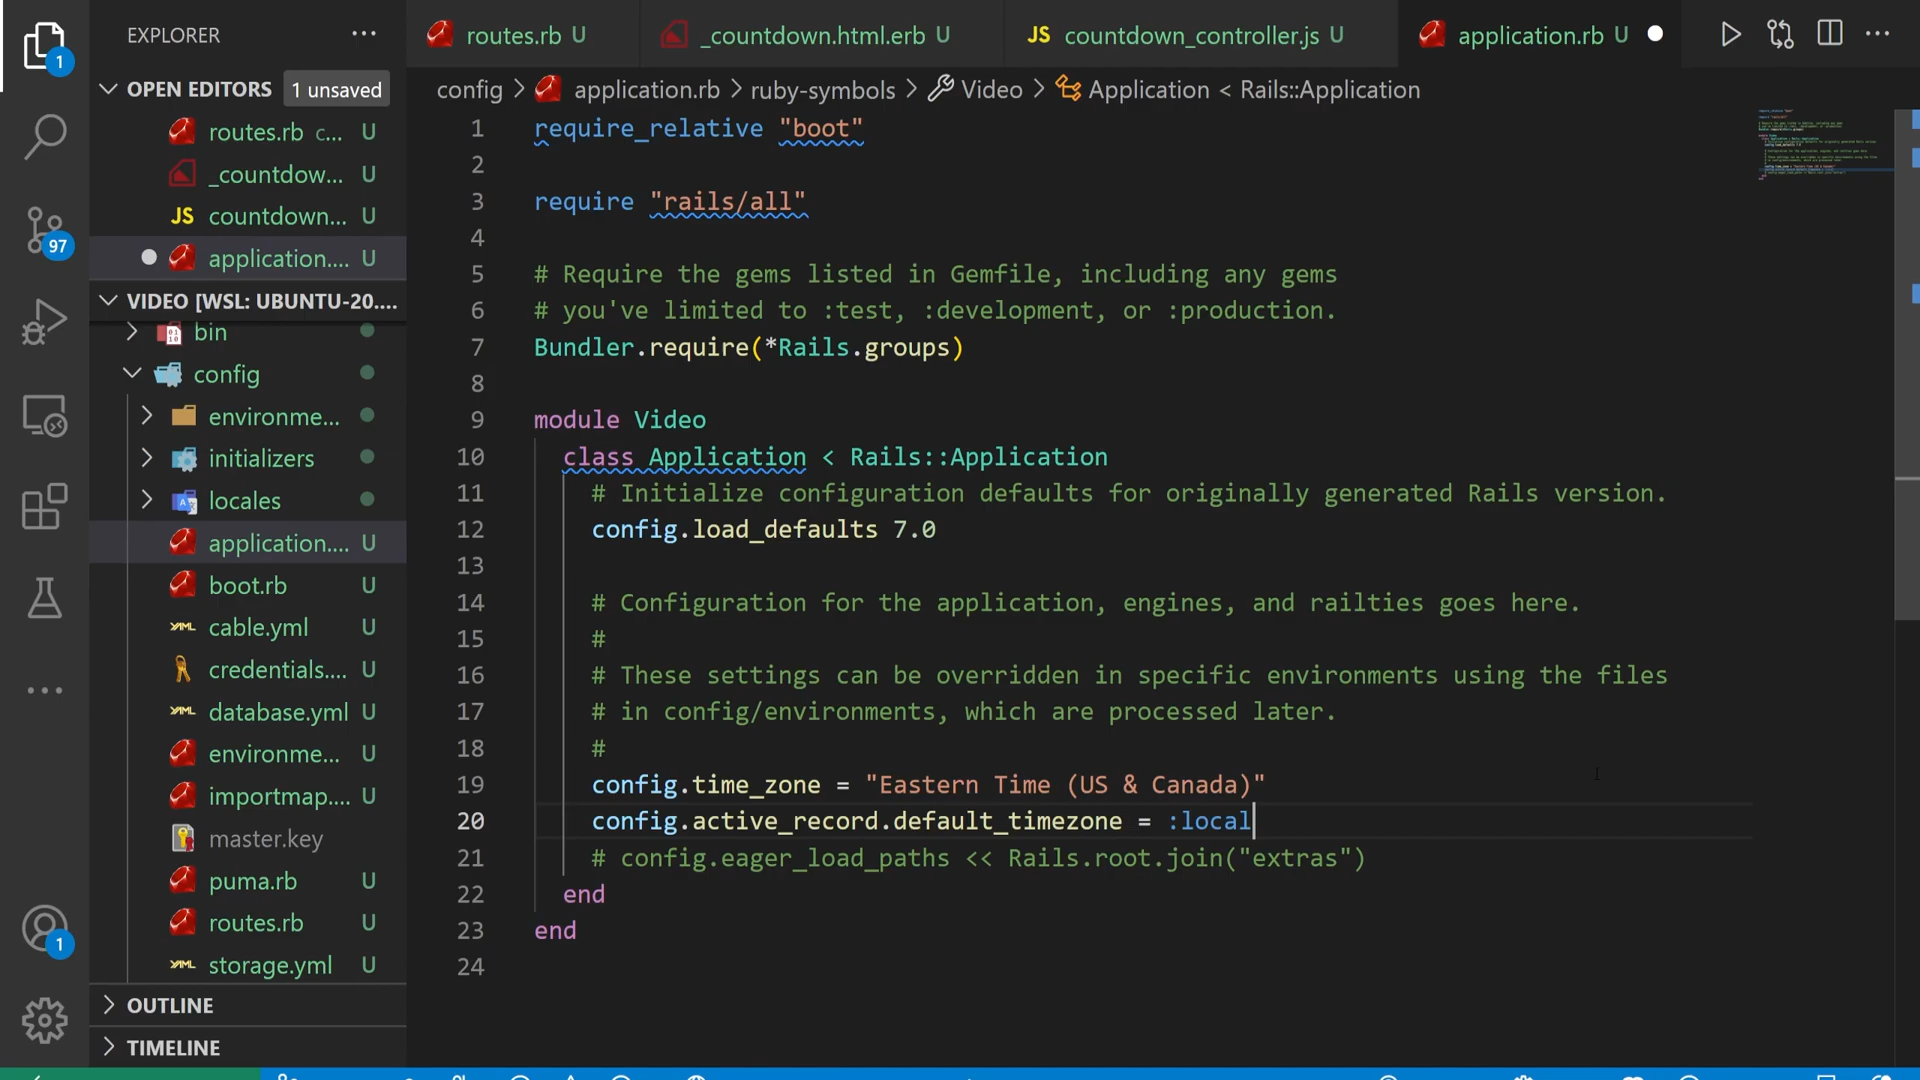 EXPLORER
OPEN EDITORS 1 unsaved
routes.rb c... U
_countdow... U
JS countdown... U
application.... U
VIDEO [WSL: UBUNTU-20....
bin
config
environme...
initializers
locales
application.... U
boot.rb U
YAML cable.yml U
credentials.... U
YAML database.yml U
environme... U
importmap.... U
master.key
puma.rb U
routes.rb U
YAML storage.yml U
OUTLINE
TIMELINE
1
97
1
routes.rb U
_countdown.html.erb U
JS countdown_controller.js U
application.rb U
config > application.rb > ruby-symbols > Video > Application < Rails::Application
1 require_relative "boot"
2
3 require "rails/all"
4
5 # Require the gems listed in Gemfile, including any gems
6 # you've limited to :test, :development, or :production.
7 Bundler.require(*Rails.groups)
8
9 module Video
10 class Application < Rails::Application
11 # Initialize configuration defaults for originally generated Rails version.
12 config.load_defaults 7.0
13
14 # Configuration for the application, engines, and railties goes here.
15 #
16 # These settings can be overridden in specific environments using the files
17 # in config/environments, which are processed later.
18 #
19 config.time_zone = "Eastern Time (US & Canada)"
20 config.active_record.default_timezone = :local
21 # config.eager_load_paths << Rails.root.join("extras")
22 end
23 end
24